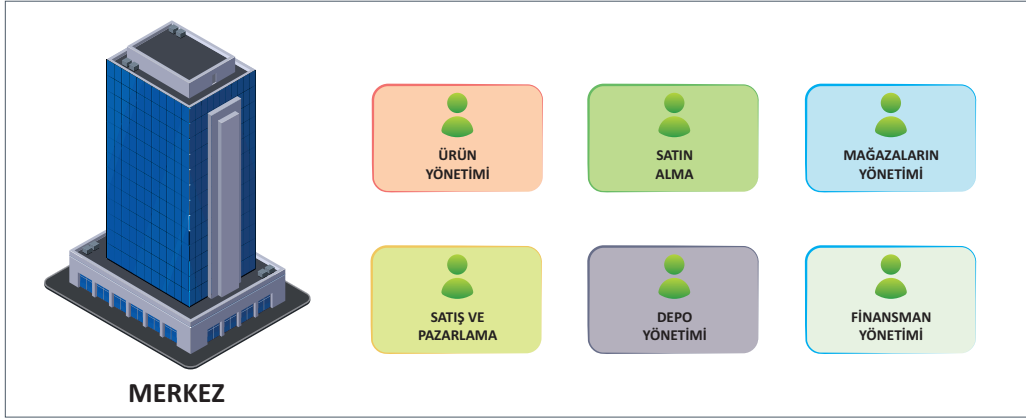 ÜRÜN
YÖNETİMİ
SATIN
ALMA
MAĞAZALARIN
YÖNETİMİ
SATIŞ VE
PAZARLAMA
DEPO
YÖNETİMİ
FİNANSMAN
YÖNETİMİ
MERKEZ